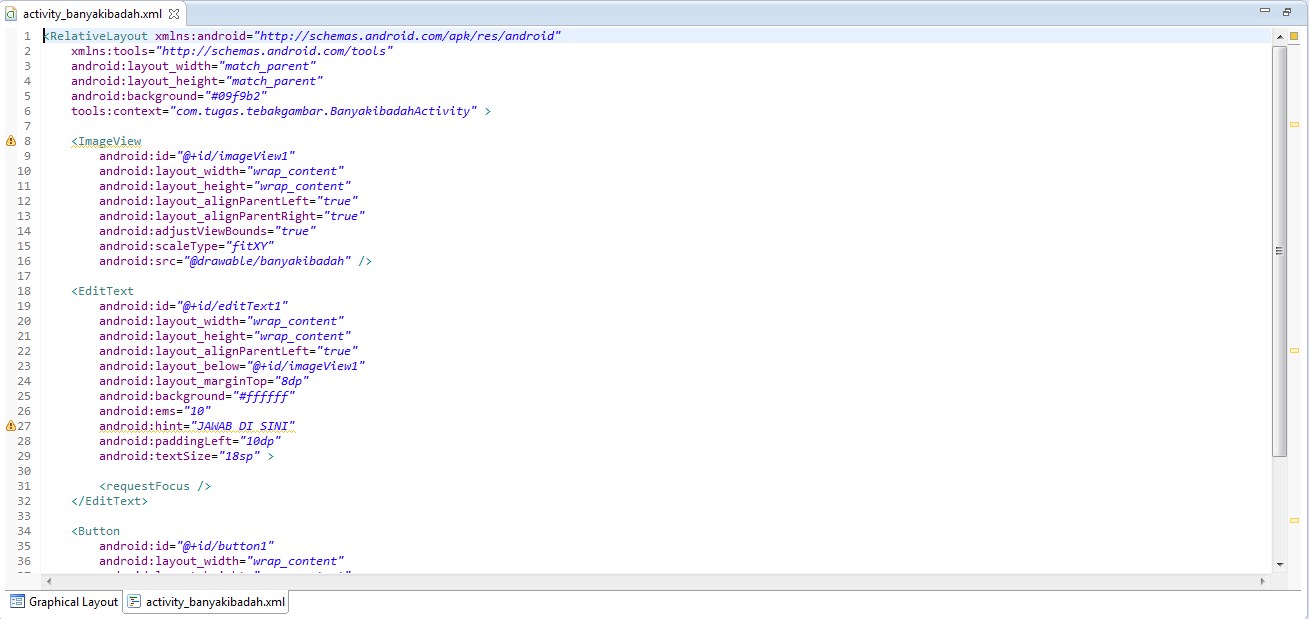 activity_banyakibadah.xml
1 <RelativeLayout xmlns:android="http://schemas.android.com/apk/res/android"
2 xmlns:tools="http://schemas.android.com/tools"
3 android:layout_width="match_parent"
4 android:layout_height="match_parent"
5 android:background="#09f9b2"
6 tools:context="com.tugas.tebakgambar.BanyakibadahActivity" >
7
8 <ImageView
9 android:id="@+id/imageView1"
10 android:layout_width="wrap_content"
11 android:layout_height="wrap_content"
12 android:layout_alignParentLeft="true"
13 android:layout_alignParentRight="true"
14 android:adjustViewBounds="true"
15 android:scaleType="fitXY"
16 android:src="@drawable/banyakibadah" />
17
18 <EditText
19 android:id="@+id/editText1"
20 android:layout_width="wrap_content"
21 android:layout_height="wrap_content"
22 android:layout_alignParentLeft="true"
23 android:layout_below="@+id/imageView1"
24 android:layout_marginTop="8dp"
25 android:background="#ffffff"
26 android:ems="10"
27 android:hint="JAWAB DI SINI"
28 android:paddingLeft="10dp"
29 android:textSize="18sp" >
30
31 <requestFocus />
32 </EditText>
33
34 <Button
35 android:id="@+id/button1"
36 android:layout_width="wrap_content"
Graphical Layout activity_banyakibadah.xml